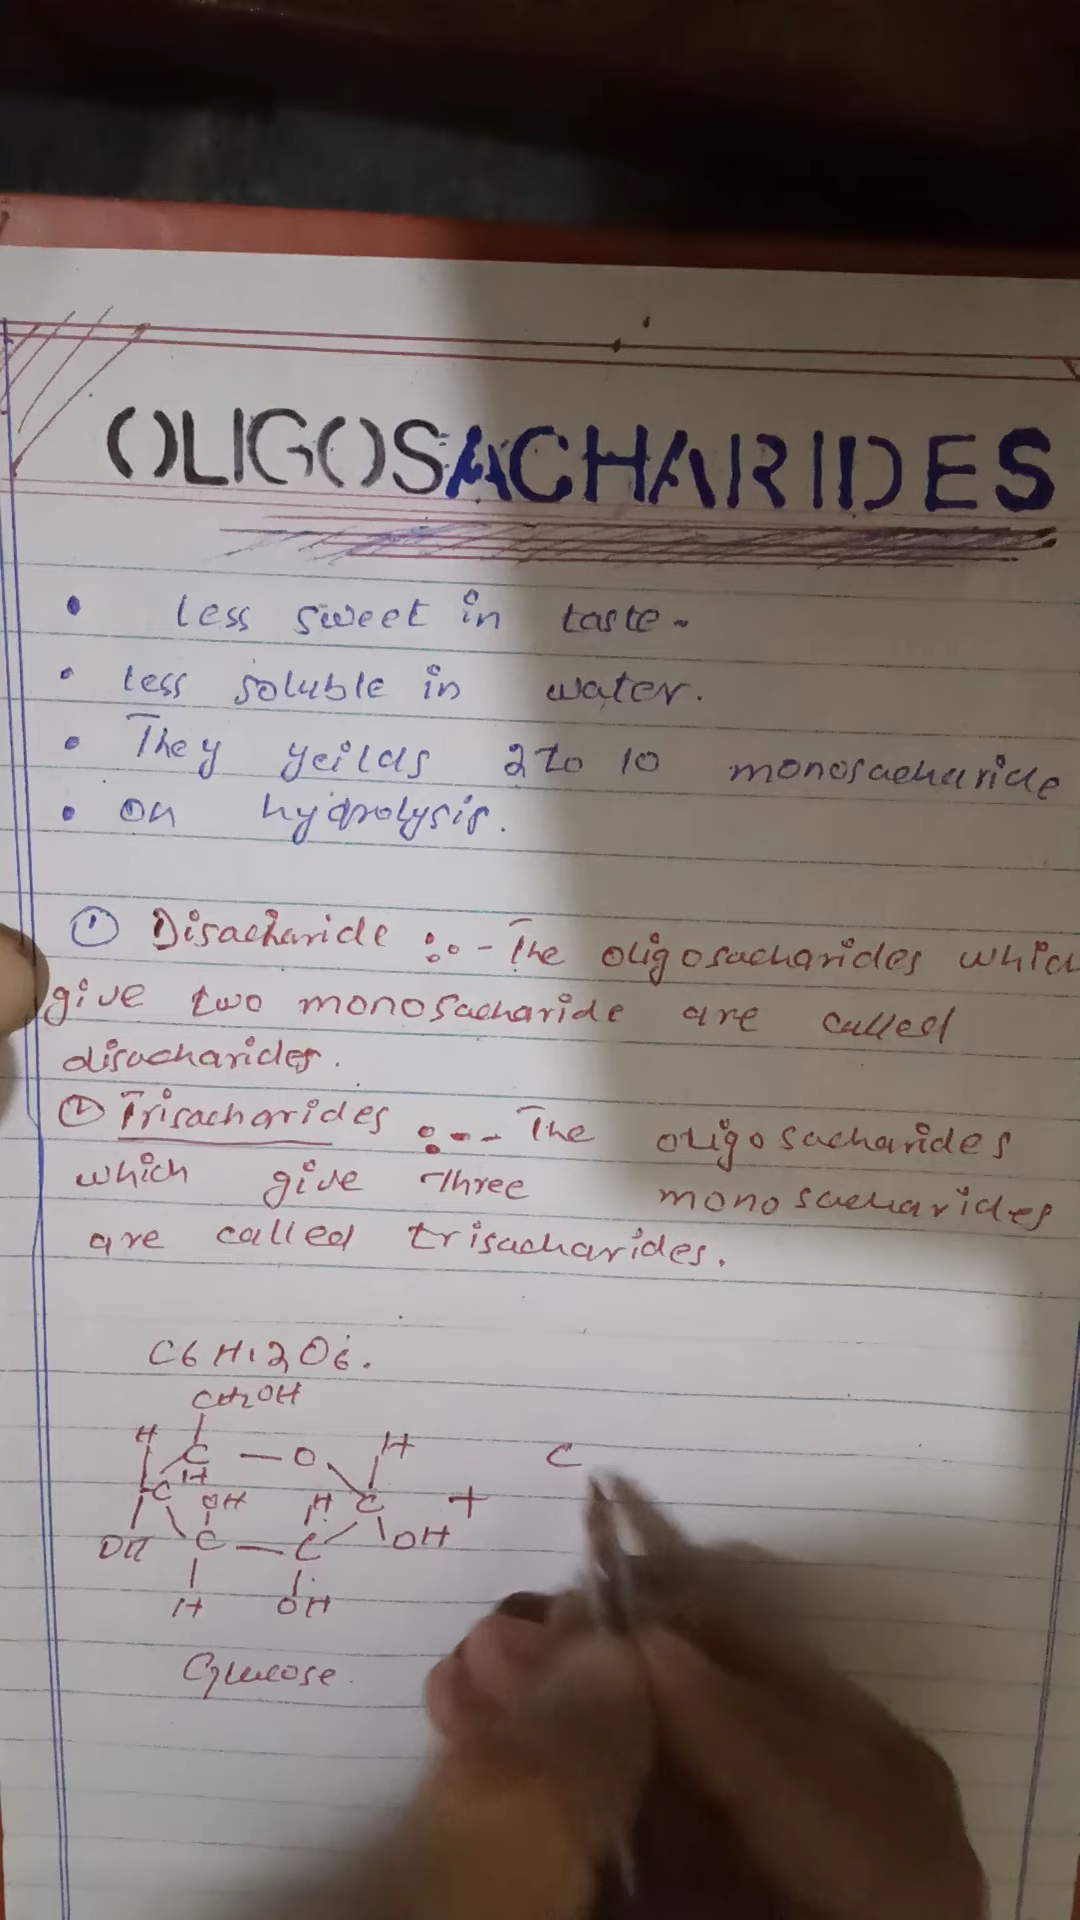 OLIGOSACHARIDES
• Less sweet in taste.
• Less soluble in water.
• They yeilds 2 to 10 monosacharide
• on hydrolysis.
① Disacharide :- The oligosacharides which
give two monosacharide are called
disacharides.
② Trisacharides :- The oligosacharides
which give three monosacharides
are called trisacharides.
C6H12O6.
CH2OH
H C — O H
H
C OH H C + C
OH C — C OH
H OH
Glucose.